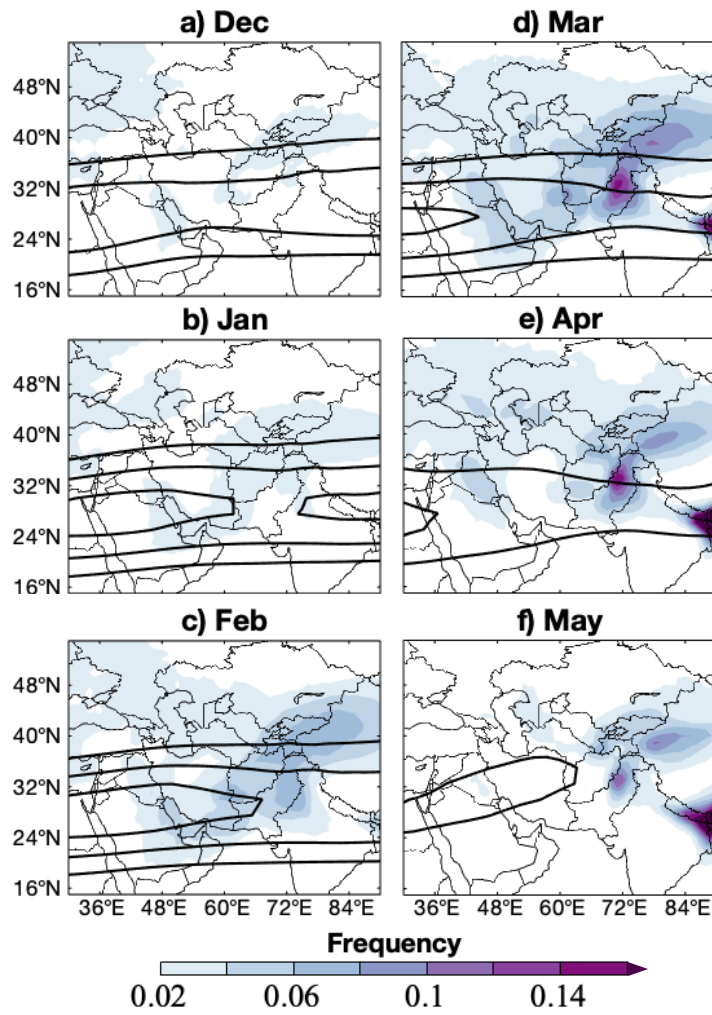 a) Dec
d) Mar
48°N
40°N
32°N
24°N
16°N
b) Jan
e) Apr
48°N
40°N
32°N
24°N
16°N
c) Feb
f) May
48°N
40°N
32°N
24°N
16°N
36°E 48°E 60°E 72°E 84°E 36°E 48°E 60°E 72°E 84°E
Frequency
0.02 0.06 0.1 0.14